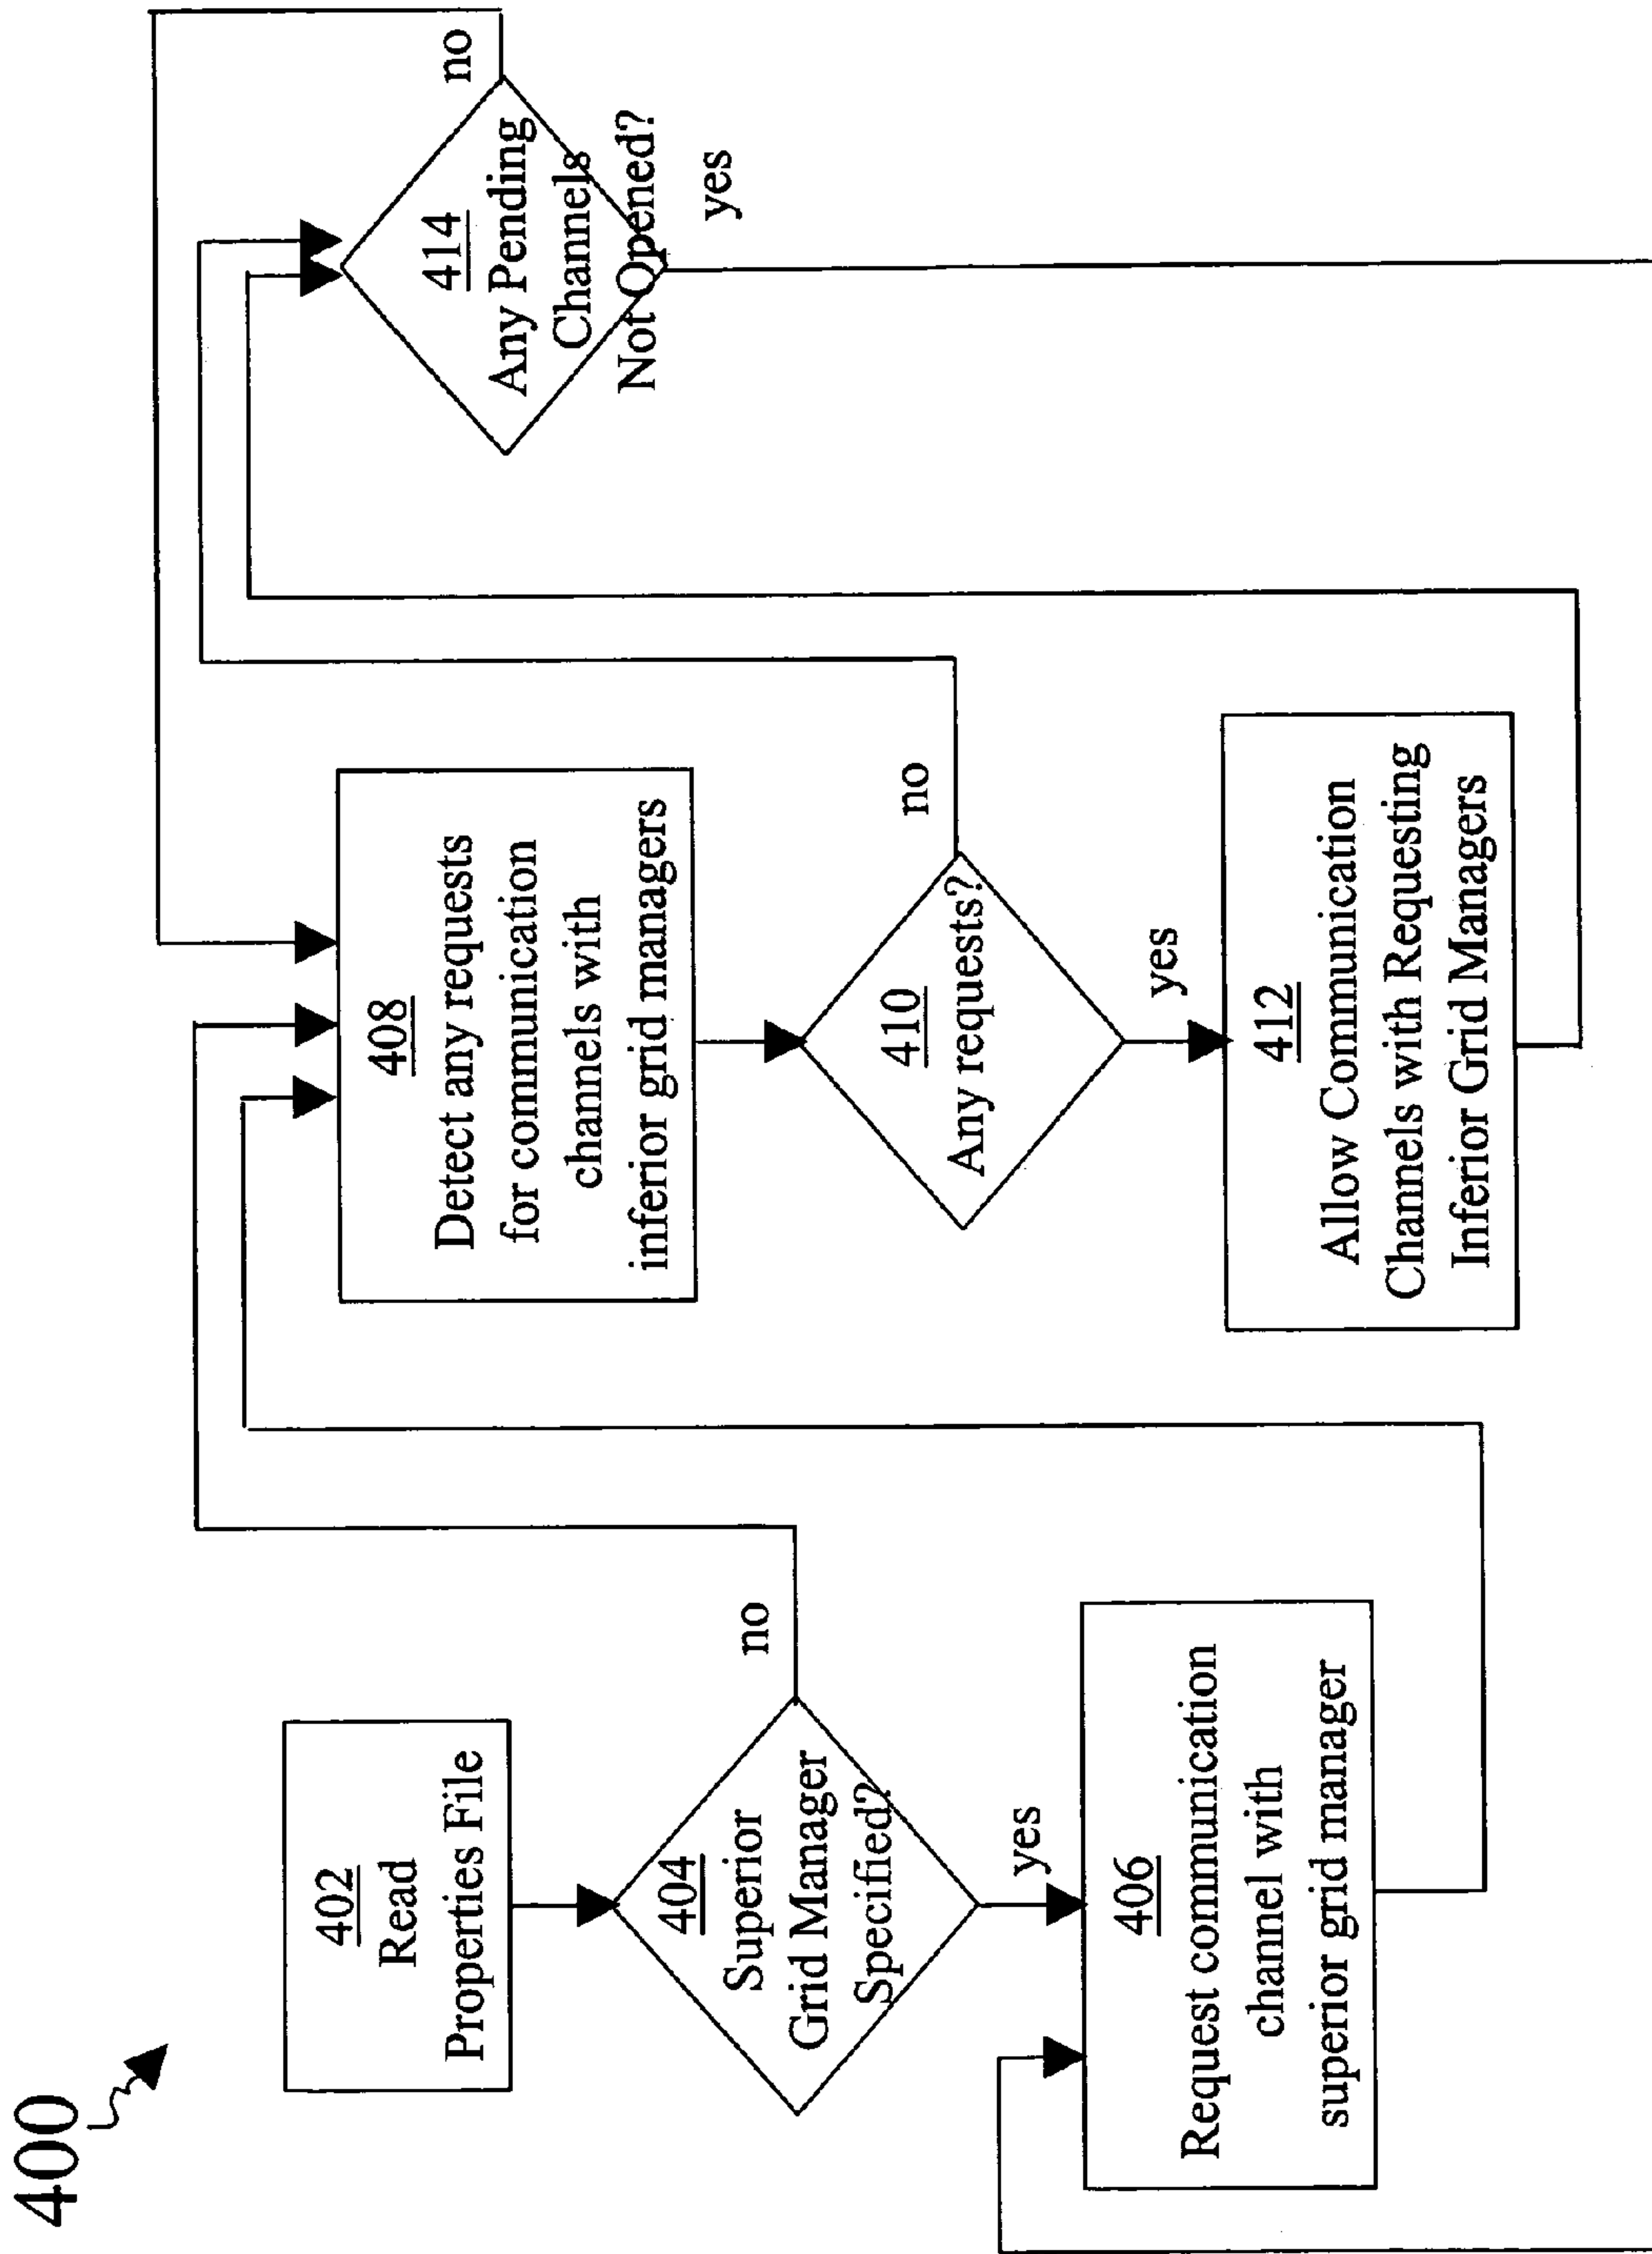 400
402
Read
Properties File
404
Superior
Grid Manager
Specified?
no
yes
406
Request communication
channel with
superior grid manager
408
Detect any requests
for communication
channels with
inferior grid managers
410
Any requests?
no
yes
412
Allow Communication
Channels with Requesting
Inferior Grid Managers
414
Any Pending
Channels
Not Opened?
no
yes